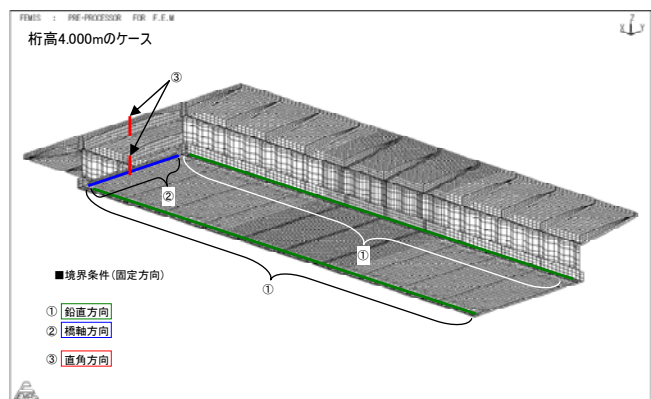 FEMIS : PRE-PROCESSOR FOR F.E.M
桁高4.000mのケース
Z
X Y
③
②
①
①
■境界条件(固定方向)
① 鉛直方向
② 橋軸方向
③ 直角方向